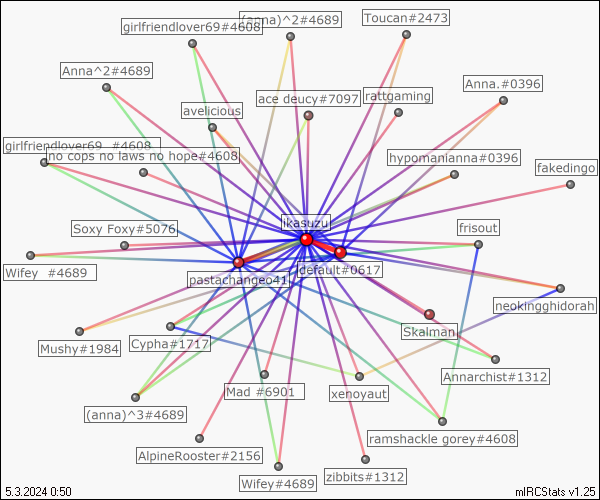 girlfriendlover69#4608
(anna)^2#4689
Toucan#2473
Anna^2#4689
ace deucy#7097
rattgaming
Anna.#0396
avelicious
girlfriendlover69 #4608
no cops no laws no hope#4608
hypomanianna#0396
fakedingo
ikasuzu
Soxy Foxy#5076
frisout
Wifey #4689
pastachangeo41
default#0617
neokingghidorah
Mushy#1984
Cypha#1717
Skalman
Annarchist#1312
Mad #6901
xenoyaut
(anna)^3#4689
ramshackle gorey#4608
AlpineRooster#2156
Wifey#4689
zibbits#1312
5.3.2024 0:50
mIRCStats v1.25